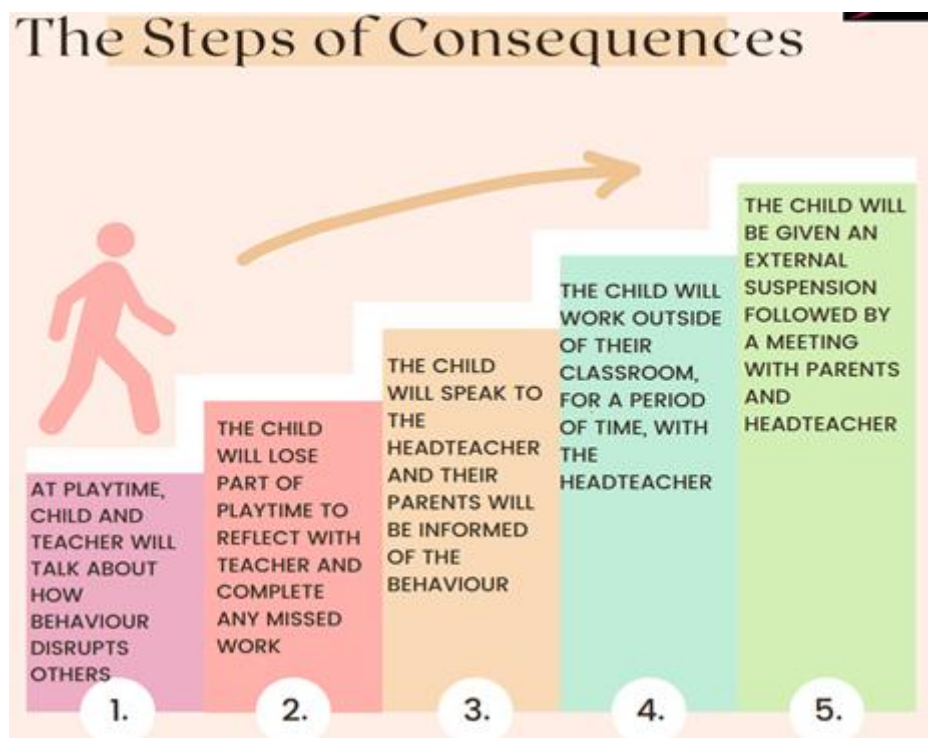 The Steps of Consequences
AT PLAYTIME,
CHILD AND
TEACHER WILL
TALK ABOUT
HOW
BEHAVIOUR
DISRUPTS
OTHERS
1.
THE CHILD
WILL LOSE
PART OF
PLAYTIME TO
REFLECT WITH
TEACHER AND
COMPLETE
ANY MISSED
WORK
2.
THE CHILD
WILL SPEAK TO
THE
HEADTEACHER
AND THEIR
PARENTS WILL
BE INFORMED
OF THE
BEHAVIOUR
3.
THE CHILD WILL
WORK OUTSIDE
OF THEIR
CLASSROOM,
FOR A PERIOD
OF TIME, WITH
THE
HEADTEACHER
4.
THE CHILD WILL
BE GIVEN AN
EXTERNAL
SUSPENSION
FOLLOWED BY
A MEETING
WITH PARENTS
AND
HEADTEACHER
5.